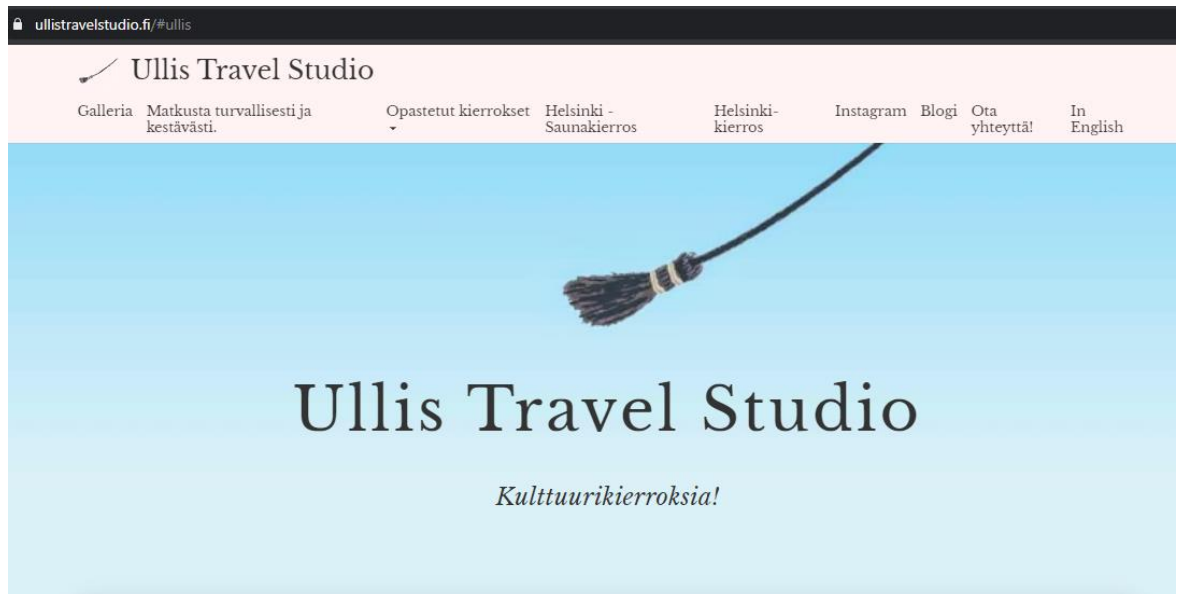 ullistravelstudio.fi/#ullis
Ullis Travel Studio
Galleria Matkusta turvallisesti ja kestävästi. Opastetut kierrokset Helsinki - Saunakierros Helsinki-kierros Instagram Blogi Ota yhteyttä! In English
Ullis Travel Studio
Kulttuurikierroksia!